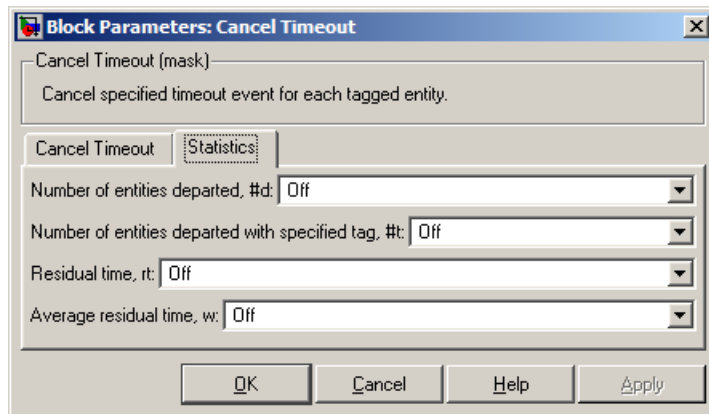 Block Parameters: Cancel Timeout
Cancel Timeout (mask)
Cancel specified timeout event for each tagged entity.
Cancel Timeout Statistics
Number of entities departed, #d: Off
Number of entities departed with specified tag, #t: Off
Residual time, rt: Off
Average residual time, w: Off
OK Cancel Help Apply